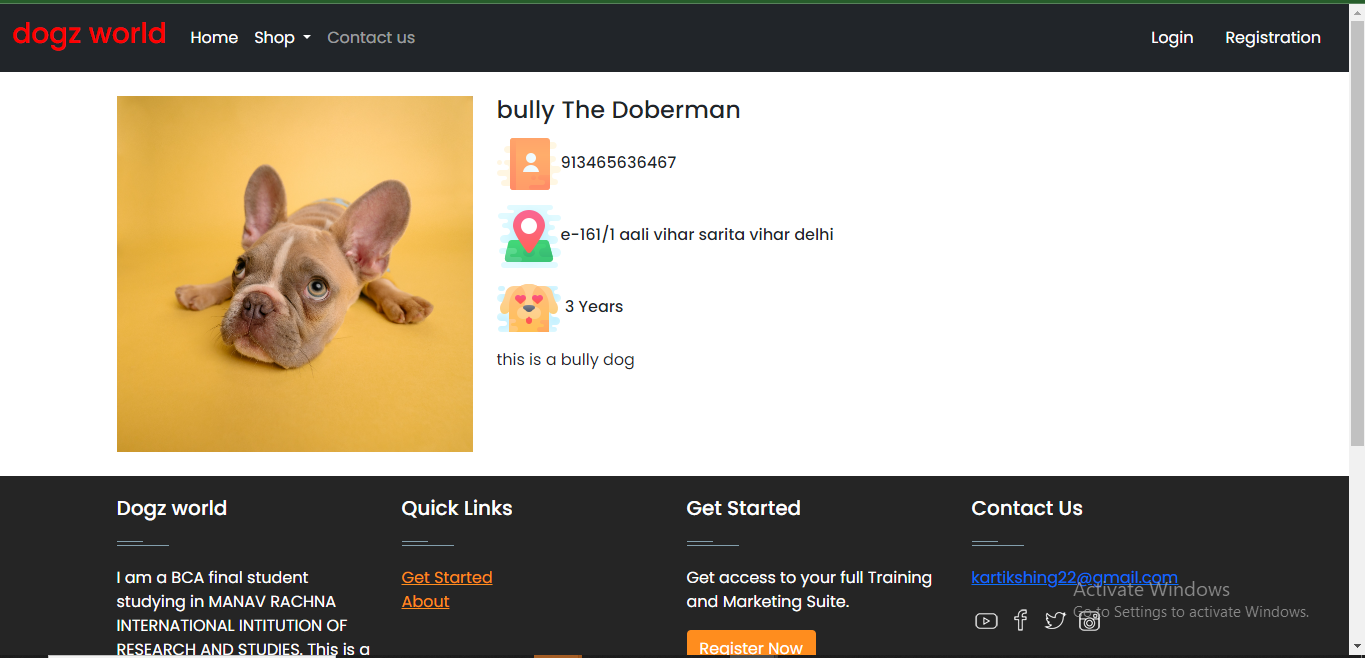 dogz world
Home
Shop
Contact us
Login
Registration
bully The Doberman
913465636467
e-161/1 aali vihar sarita vihar delhi
3 Years
this is a bully dog
Dogz world
I am a BCA final student
studying in MANAV RACHNA
INTERNATIONAL INTITUTION OF
RESEARCH AND STUDIES. This is a
Quick Links
Get Started
About
Get Started
Get access to your full Training
and Marketing Suite.
Register Now
Contact Us
kartikshing22@gmail.com
Activate Windows
Go to Settings to activate Windows.